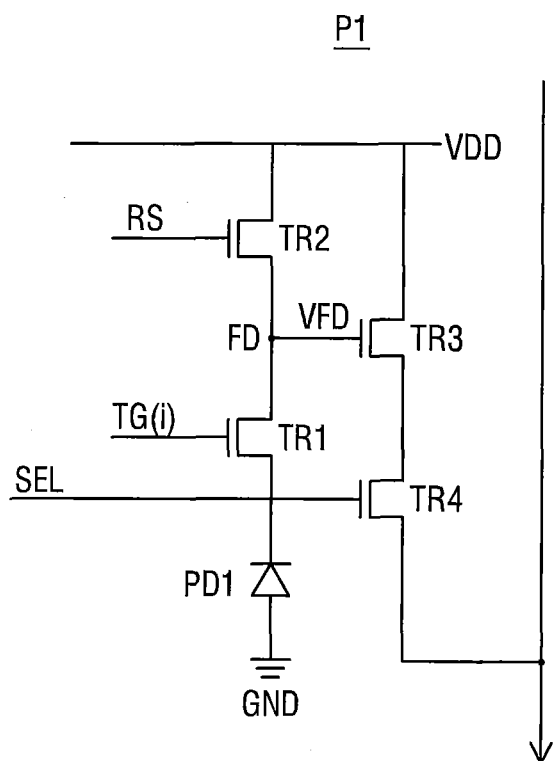 P1
VDD
RS
TR2
FD
VFD
TR3
TG(i)
TR1
SEL
TR4
PD1
GND